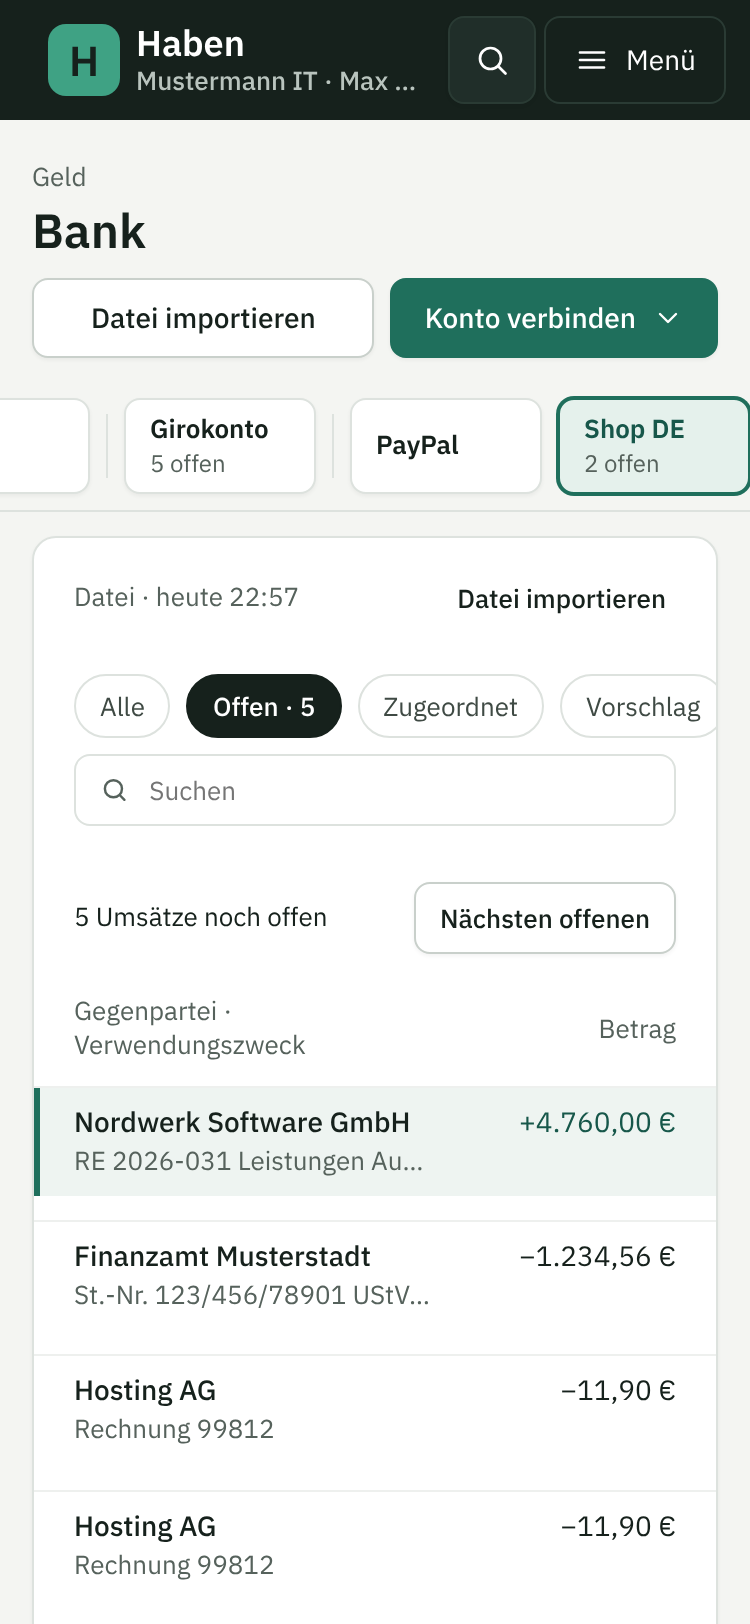 H
Haben
Mustermann IT · Max ...
Menü
Geld
Bank
Datei importieren
Konto verbinden
Girokonto
5 offen
PayPal
Shop DE
2 offen
Datei · heute 22:57
Datei importieren
Alle
Offen · 5
Zugeordnet
Vorschlag
Suchen
5 Umsätze noch offen
Nächsten offenen
Gegenpartei ·
Verwendungszweck
Betrag
Nordwerk Software GmbH
+4.760,00 €
RE 2026-031 Leistungen Au...
Finanzamt Musterstadt
−1.234,56 €
St.-Nr. 123/456/78901 UStV...
Hosting AG
−11,90 €
Rechnung 99812
Hosting AG
−11,90 €
Rechnung 99812